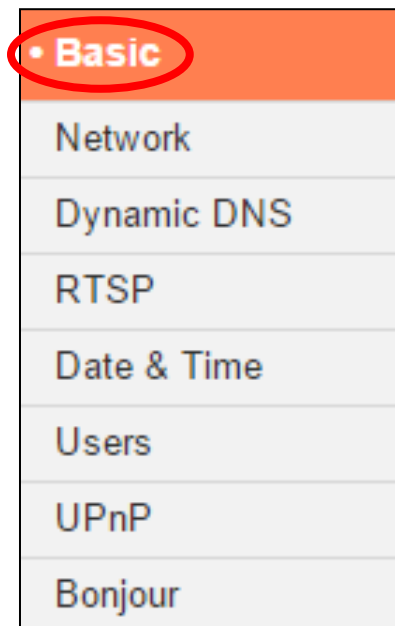 • Basic
Network
Dynamic DNS
RTSP
Date & Time
Users
UPnP
Bonjour